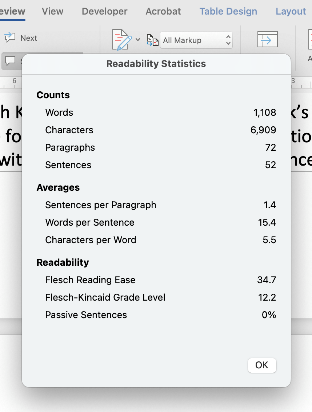 eview View Developer Acrobat Table Design Layout
Next
All Markup
6
3
Readability Statistics
h K
k's
fo
tio
wit
nce
Counts
Words 1,108
Characters 6,909
Paragraphs 72
Sentences 52
Averages
Sentences per Paragraph 1.4
Words per Sentence 15.4
Characters per Word 5.5
Readability
Flesch Reading Ease 34.7
Flesch-Kincaid Grade Level 12.2
Passive Sentences 0%
OK